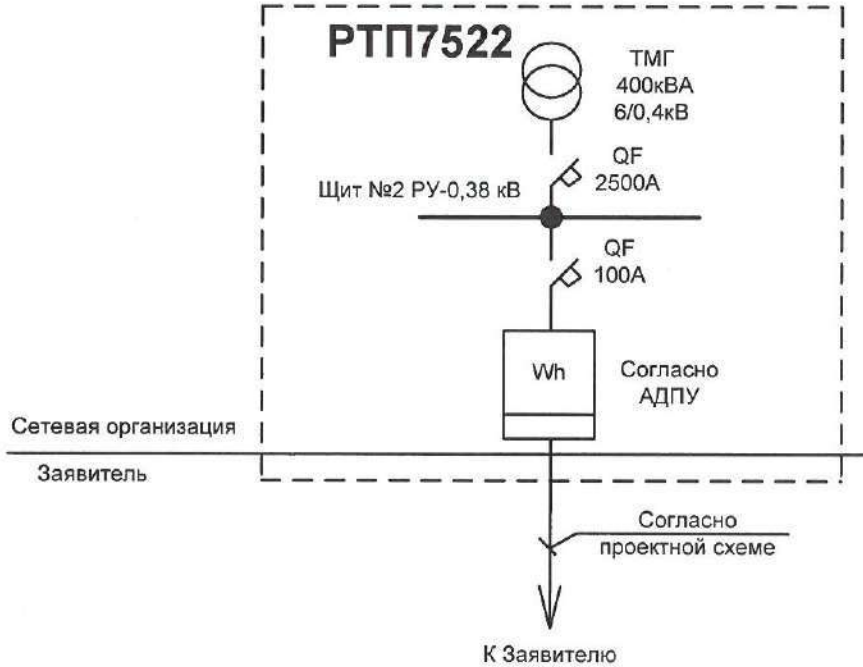 РТП7522
ТМГ
400кВА
6/0,4кВ
QF
2500А
Щит №2 РУ-0,38 кВ
QF
100А
Wh
Согласно
АДПУ
Сетевая организация
Заявитель
Согласно
проектной схеме
К Заявителю